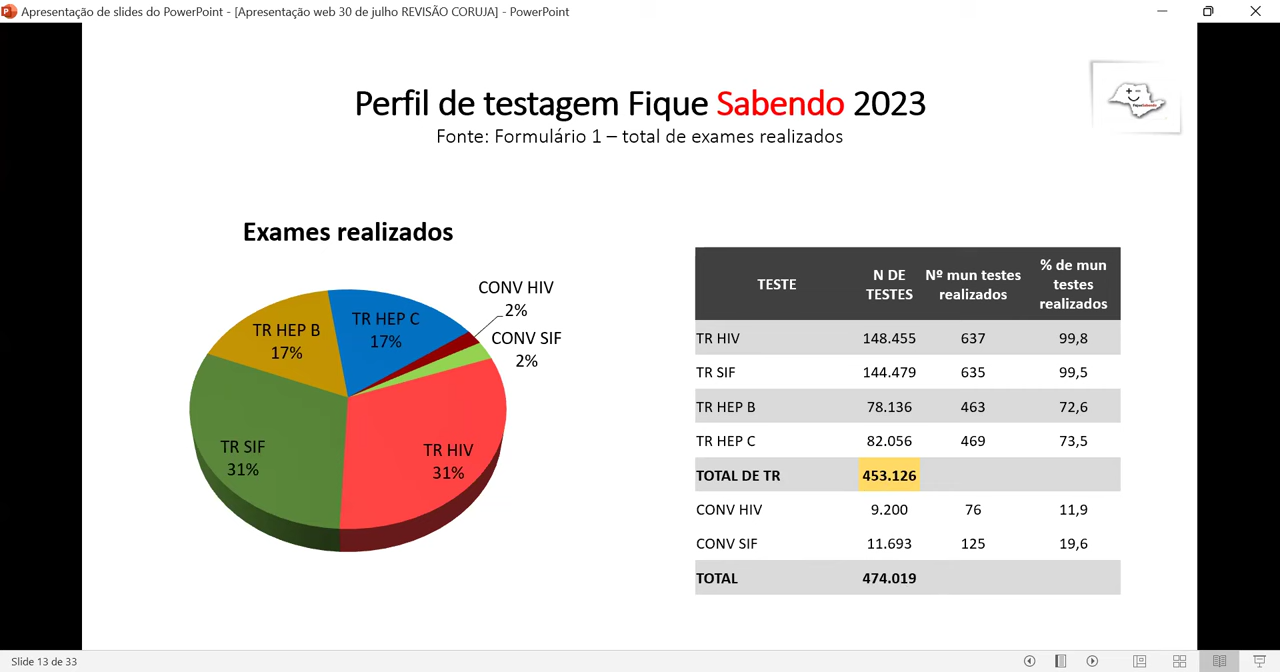 Apresentação de slides do PowerPoint - [Apresentação web 30 de julho REVISÃO CORUJA] - PowerPoint
Perfil de testagem Fique Sabendo 2023
Fonte: Formulário 1 – total de exames realizados
FiqueSabendo
Exames realizados
CONV HIV
2%
CONV SIF
2%
TR HEP C
17%
TR HEP B
17%
TR SIF
31%
TR HIV
31%
TESTE N DE TESTES Nº mun testes realizados % de mun testes realizados
TR HIV 148.455 637 99,8
TR SIF 144.479 635 99,5
TR HEP B 78.136 463 72,6
TR HEP C 82.056 469 73,5
TOTAL DE TR 453.126
CONV HIV 9.200 76 11,9
CONV SIF 11.693 125 19,6
TOTAL 474.019
Slide 13 de 33